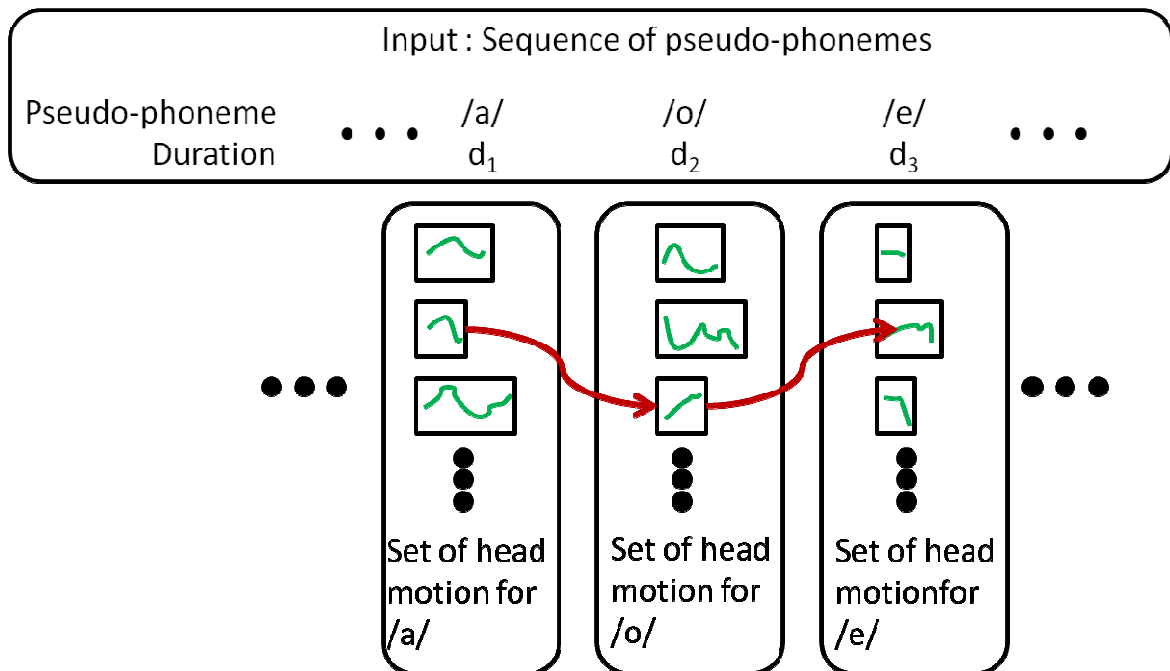 Input : Sequence of pseudo-phonemes
Pseudo-phoneme ••• /a/ /o/ /e/ •••
Duration d₁ d₂ d₃
Set of head motion for /a/
Set of head motion for /o/
Set of head motionfor /e/